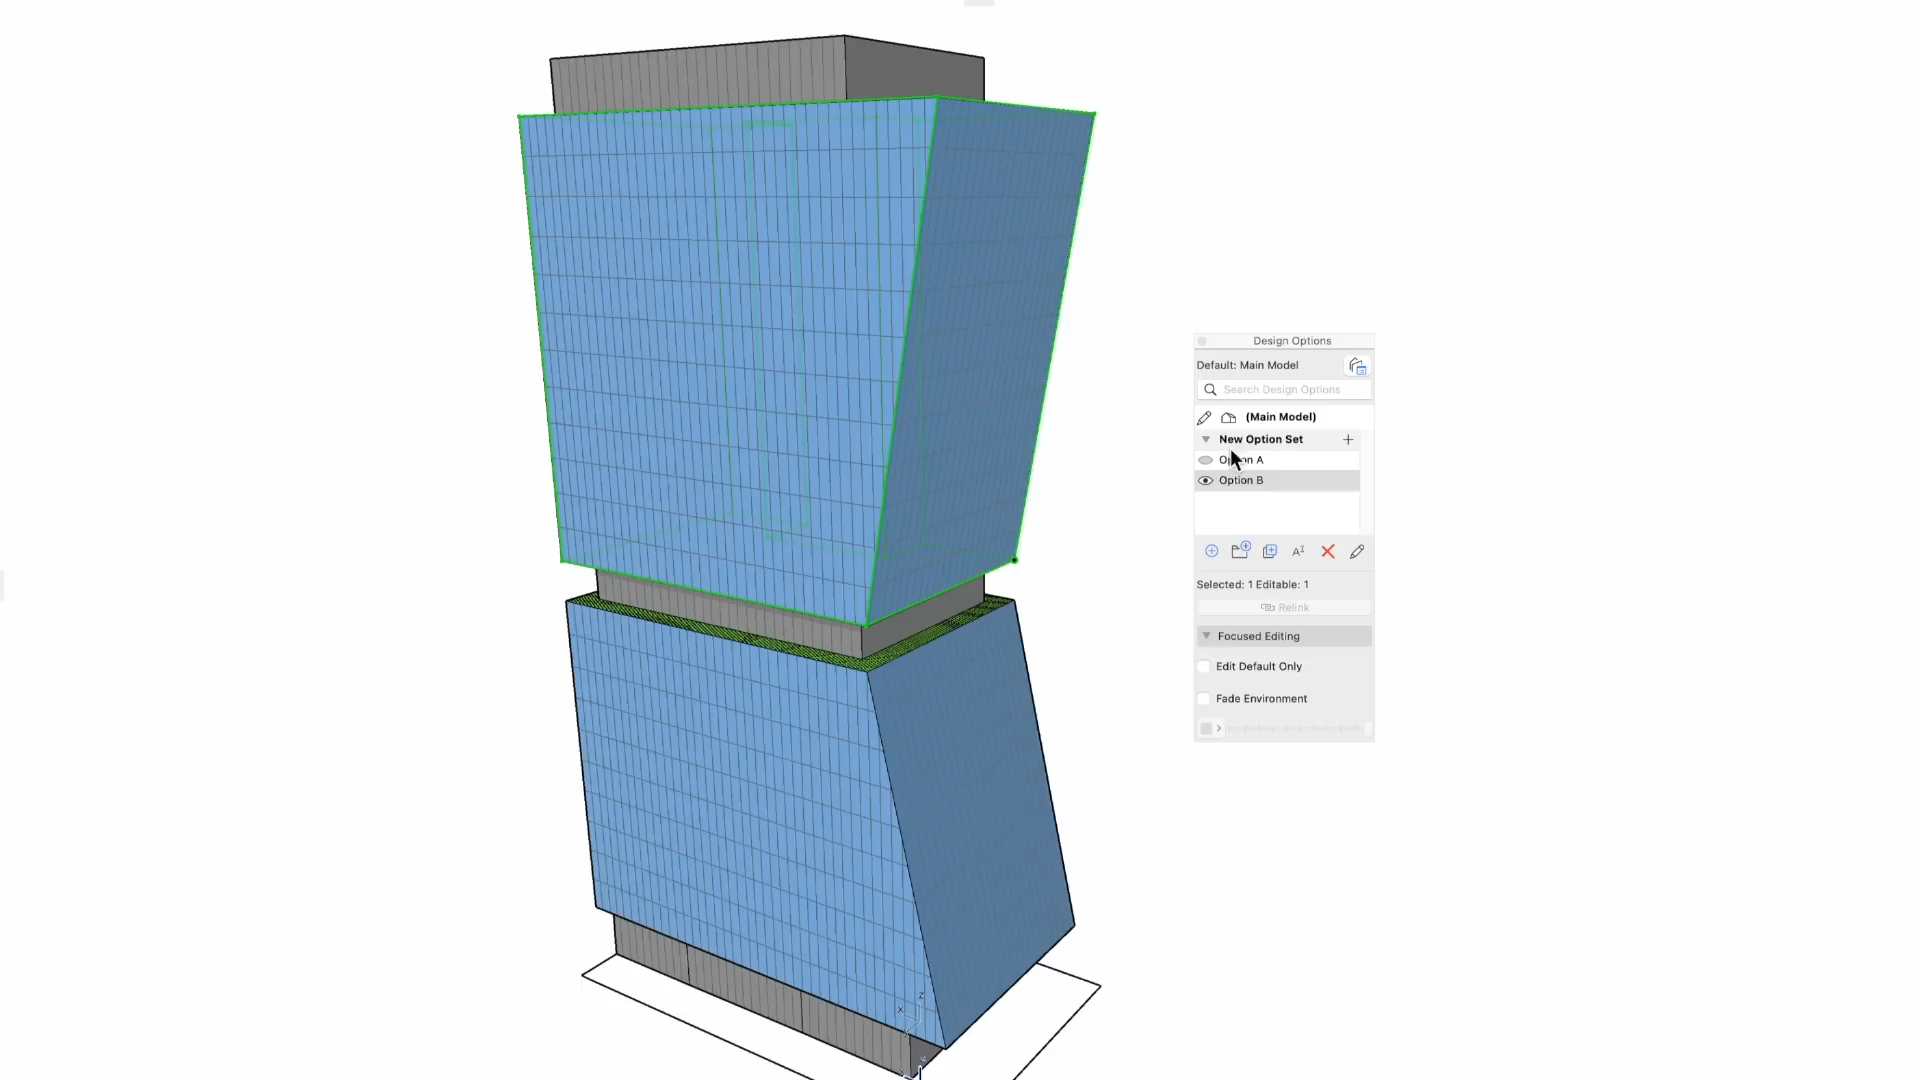 Design Options
Default: Main Model
Search Design Options
(Main Model)
New Option Set
Option A
Option B
Selected: 1 Editable: 1
Relink
Focused Editing
Edit Default Only
Fade Environment
Z
X